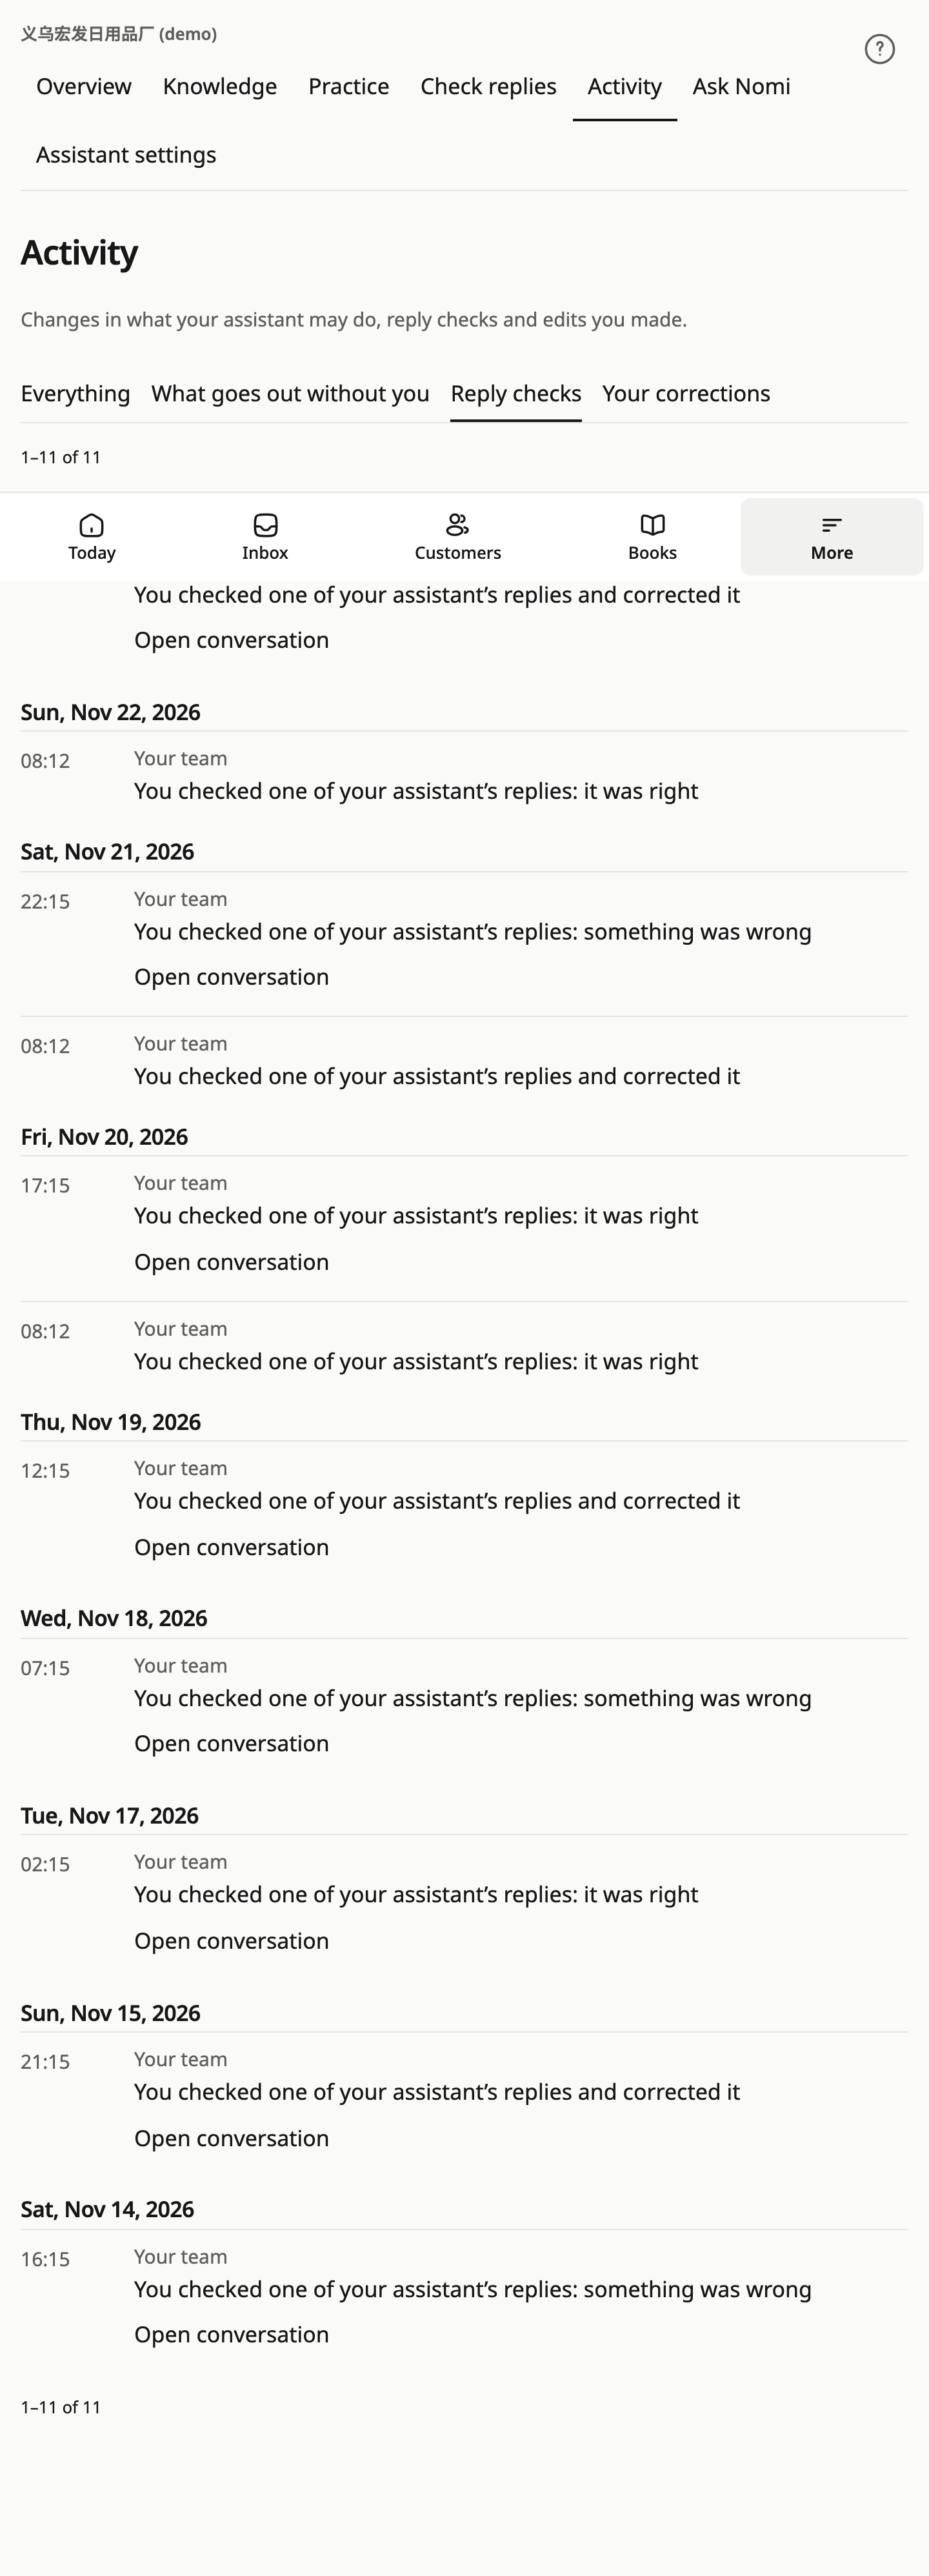 义乌宏发日用品厂 (demo)
Overview Knowledge Practice Check replies Activity Ask Nomi
Assistant settings
Activity
Changes in what your assistant may do, reply checks and edits you made.
Everything What goes out without you Reply checks Your corrections
1–11 of 11
Today Inbox Customers Books More
You checked one of your assistant’s replies and corrected it
Open conversation
Sun, Nov 22, 2026
08:12 Your team
You checked one of your assistant’s replies: it was right
Sat, Nov 21, 2026
22:15 Your team
You checked one of your assistant’s replies: something was wrong
Open conversation
08:12 Your team
You checked one of your assistant’s replies and corrected it
Fri, Nov 20, 2026
17:15 Your team
You checked one of your assistant’s replies: it was right
Open conversation
08:12 Your team
You checked one of your assistant’s replies: it was right
Thu, Nov 19, 2026
12:15 Your team
You checked one of your assistant’s replies and corrected it
Open conversation
Wed, Nov 18, 2026
07:15 Your team
You checked one of your assistant’s replies: something was wrong
Open conversation
Tue, Nov 17, 2026
02:15 Your team
You checked one of your assistant’s replies: it was right
Open conversation
Sun, Nov 15, 2026
21:15 Your team
You checked one of your assistant’s replies and corrected it
Open conversation
Sat, Nov 14, 2026
16:15 Your team
You checked one of your assistant’s replies: something was wrong
Open conversation
1–11 of 11